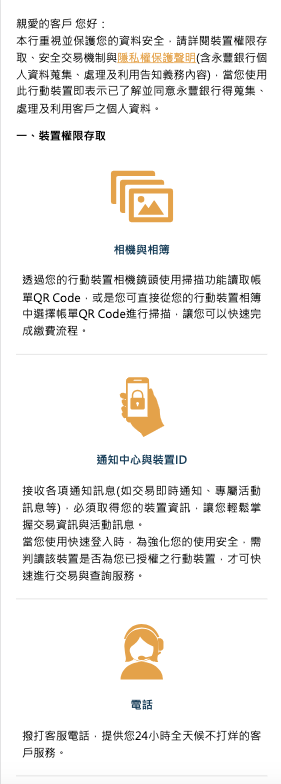 親愛的客戶 您好：
本行重視並保護您的資料安全，請詳閱裝置權限存
取、安全交易機制與隱私權保護聲明(含永豐銀行個
人資料蒐集、處理及利用告知義務內容)，當您使用
此行動裝置即表示已了解並同意永豐銀行得蒐集、
處理及利用客戶之個人資料。
一、裝置權限存取
相機與相簿
透過您的行動裝置相機鏡頭使用掃描功能讀取帳
單QR Code，或是您可直接從您的行動裝置相簿
中選擇帳單QR Code進行掃描，讓您可以快速完
成繳費流程。
通知中心與裝置ID
接收各項通知訊息(如交易即時通知、專屬活動
訊息等)，必須取得您的裝置資訊，讓您輕鬆掌
握交易資訊與活動訊息。
當您使用快速登入時，為強化您的使用安全，需
判讀該裝置是否為您已授權之行動裝置，才可快
速進行交易與查詢服務。
電話
撥打客服電話，提供您24小時全天候不打烊的客
戶服務。